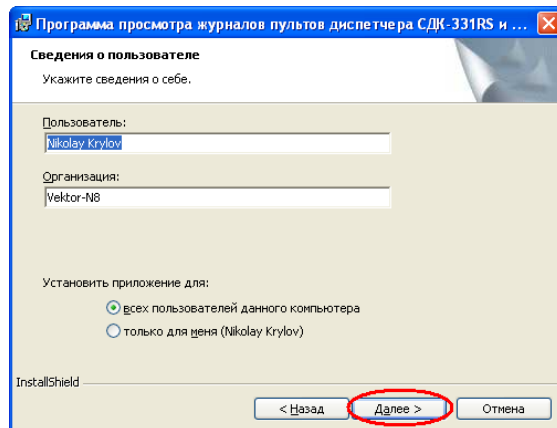 Программа просмотра журналов пультов диспетчера СДК-331RS и ...
Сведения о пользователе
Укажите сведения о себе.
Пользователь:
Nikolay Krylov
Организация:
Vektor-N8
Установить приложение для:
всех пользователей данного компьютера
только для меня (Nikolay Krylov)
InstallShield
< Назад
Далее >
Отмена